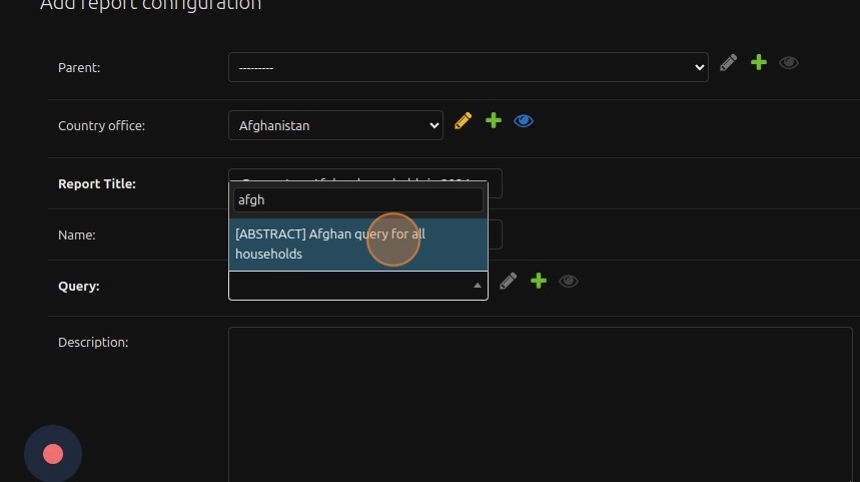 Add report configuration
Parent:
---------
Country office:
Afghanistan
Report Title:
afgh
Name:
[ABSTRACT] Afghan query for all
households
Query:
Description: